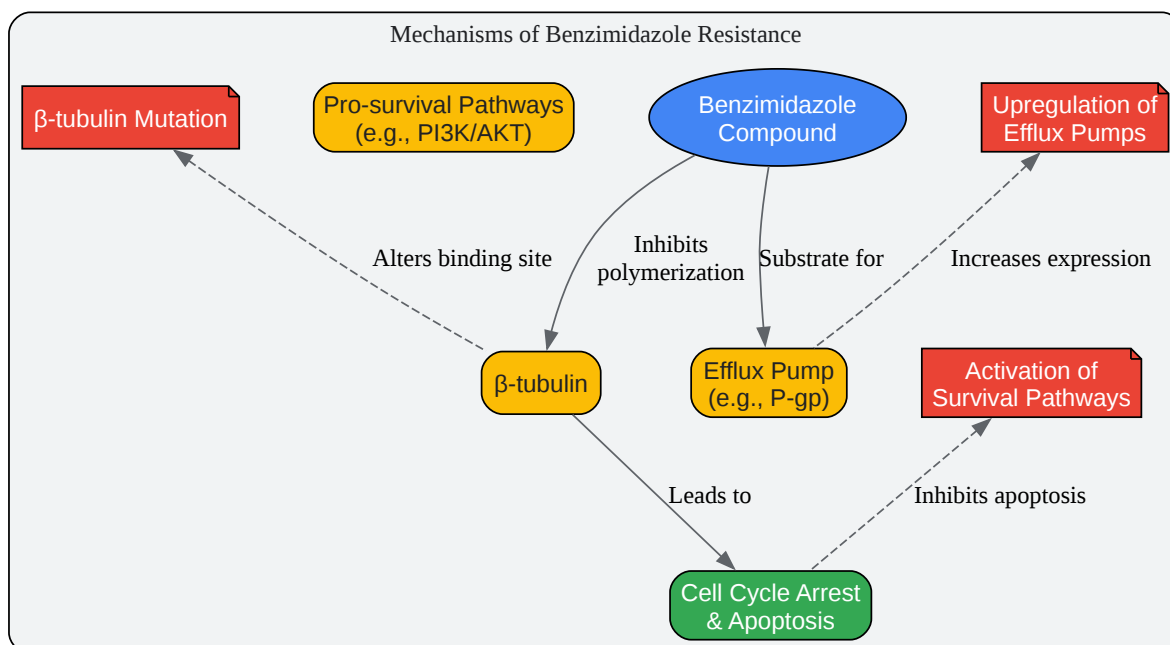 Mechanisms of Benzimidazole Resistance
β-tubulin Mutation
Pro-survival Pathways
(e.g., PI3K/AKT)
Benzimidazole
Compound
Upregulation of
Efflux Pumps
Alters binding site
Inhibits
polymerization
Substrate for
Increases expression
β-tubulin
Efflux Pump
(e.g., P-gp)
Activation of
Survival Pathways
Leads to
Inhibits apoptosis
Cell Cycle Arrest
& Apoptosis